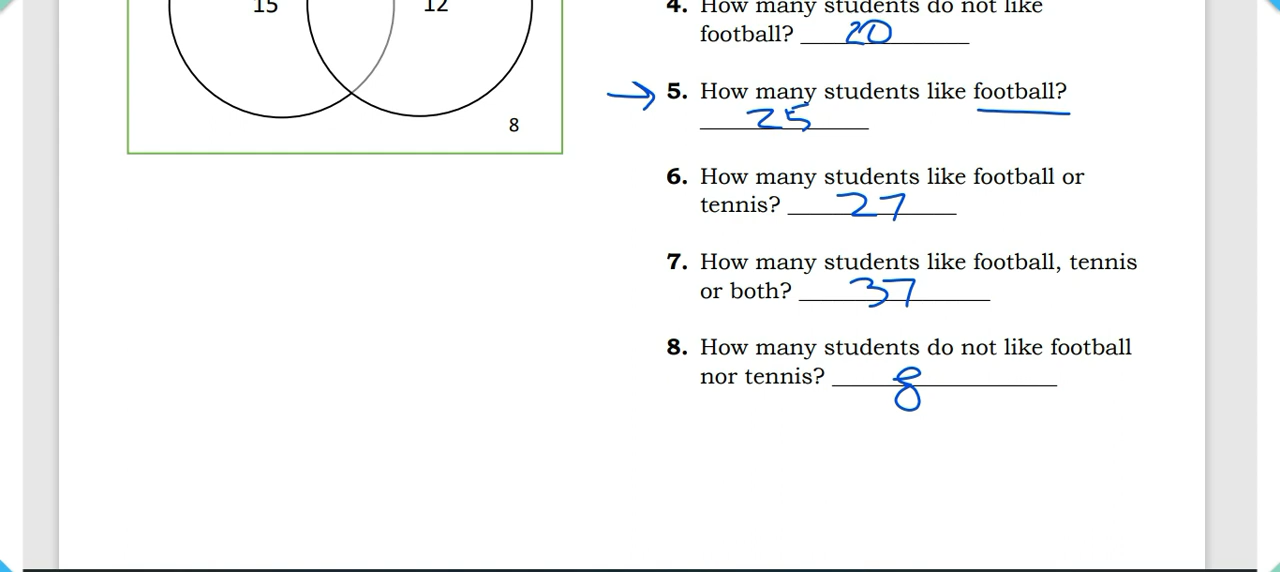 15 12
8
4. How many students do not like
football? 20
5. How many students like football?
25
6. How many students like football or
tennis? 27
7. How many students like football, tennis
or both? 37
8. How many students do not like football
nor tennis? 8